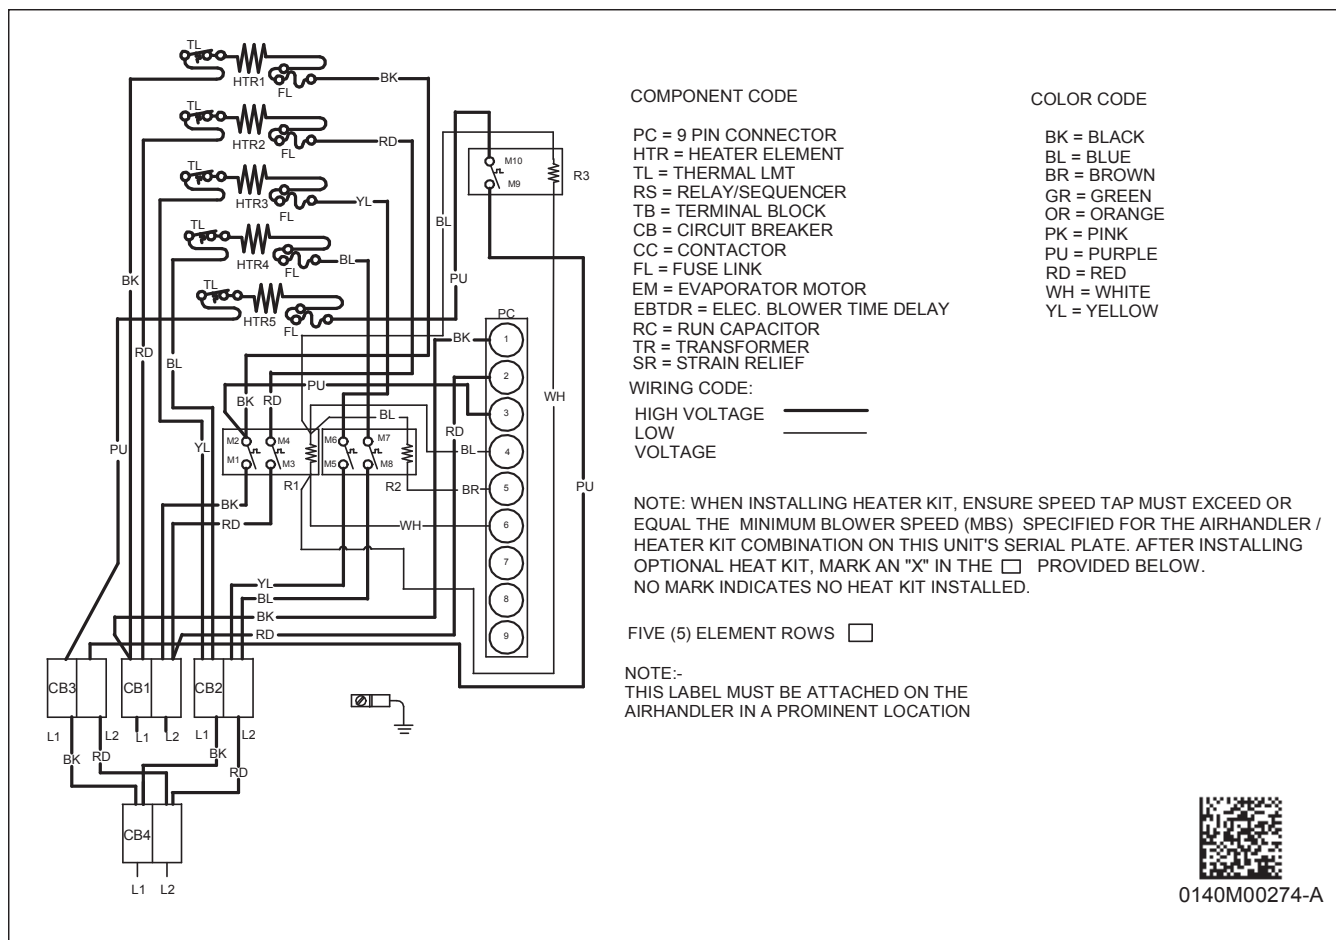 TL
HTR1
FL
BK
TL
HTR2
FL
RD
TL
HTR3
FL
YL
TL
HTR4
FL
BL
TL
HTR5
FL
M10
M9
R3
BL
PU
BK
RD
BL
PU
YL
WH
PU
PC
1
2
3
4
5
6
7
8
9
BK
PU
BK
RD
BL
RD
M2
M4
M1
M3
M6
M7
M5
M8
R1
R2
BL
BR
WH
BK
RD
YL
BL
BK
RD
CB3
CB1
CB2
L1
L2
L1
L2
L1
L2
BK
RD
BK
RD
CB4
L1
L2
COMPONENT CODE
PC = 9 PIN CONNECTOR
HTR = HEATER ELEMENT
TL = THERMAL LMT
RS = RELAY/SEQUENCER
TB = TERMINAL BLOCK
CB = CIRCUIT BREAKER
CC = CONTACTOR
FL = FUSE LINK
EM = EVAPORATOR MOTOR
EBTDR = ELEC. BLOWER TIME DELAY
RC = RUN CAPACITOR
TR = TRANSFORMER
SR = STRAIN RELIEF
WIRING CODE:
HIGH VOLTAGE
LOW
VOLTAGE
COLOR CODE
BK = BLACK
BL = BLUE
BR = BROWN
GR = GREEN
OR = ORANGE
PK = PINK
PU = PURPLE
RD = RED
WH = WHITE
YL = YELLOW
NOTE: WHEN INSTALLING HEATER KIT, ENSURE SPEED TAP MUST EXCEED OR
EQUAL THE MINIMUM BLOWER SPEED (MBS) SPECIFIED FOR THE AIRHANDLER /
HEATER KIT COMBINATION ON THIS UNIT'S SERIAL PLATE. AFTER INSTALLING
OPTIONAL HEAT KIT, MARK AN "X" IN THE PROVIDED BELOW.
NO MARK INDICATES NO HEAT KIT INSTALLED.
FIVE (5) ELEMENT ROWS
NOTE:-
THIS LABEL MUST BE ATTACHED ON THE
AIRHANDLER IN A PROMINENT LOCATION
0140M00274-A